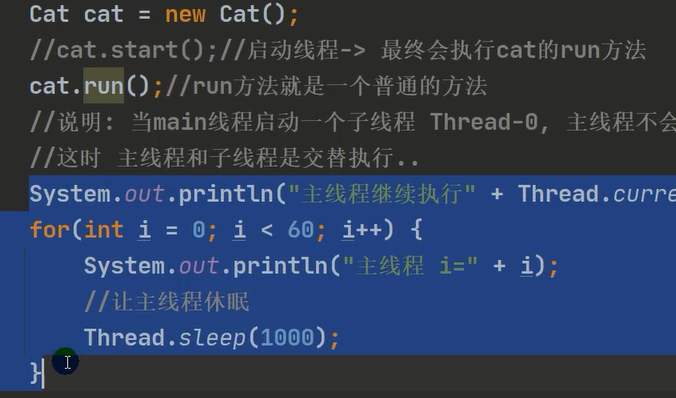 Cat cat = new Cat();
//cat.start();//启动线程-> 最终会执行cat的run方法
cat.run();//run方法就是一个普通的方法
//说明: 当main线程启动一个子线程 Thread-0, 主线程不会
//这时 主线程和子线程是交替执行..
System.out.println("主线程继续执行" + Thread.curre
for(int i = 0; i < 60; i++) {
System.out.println("主线程 i=" + i);
//让主线程休眠
Thread.sleep(1000);
}